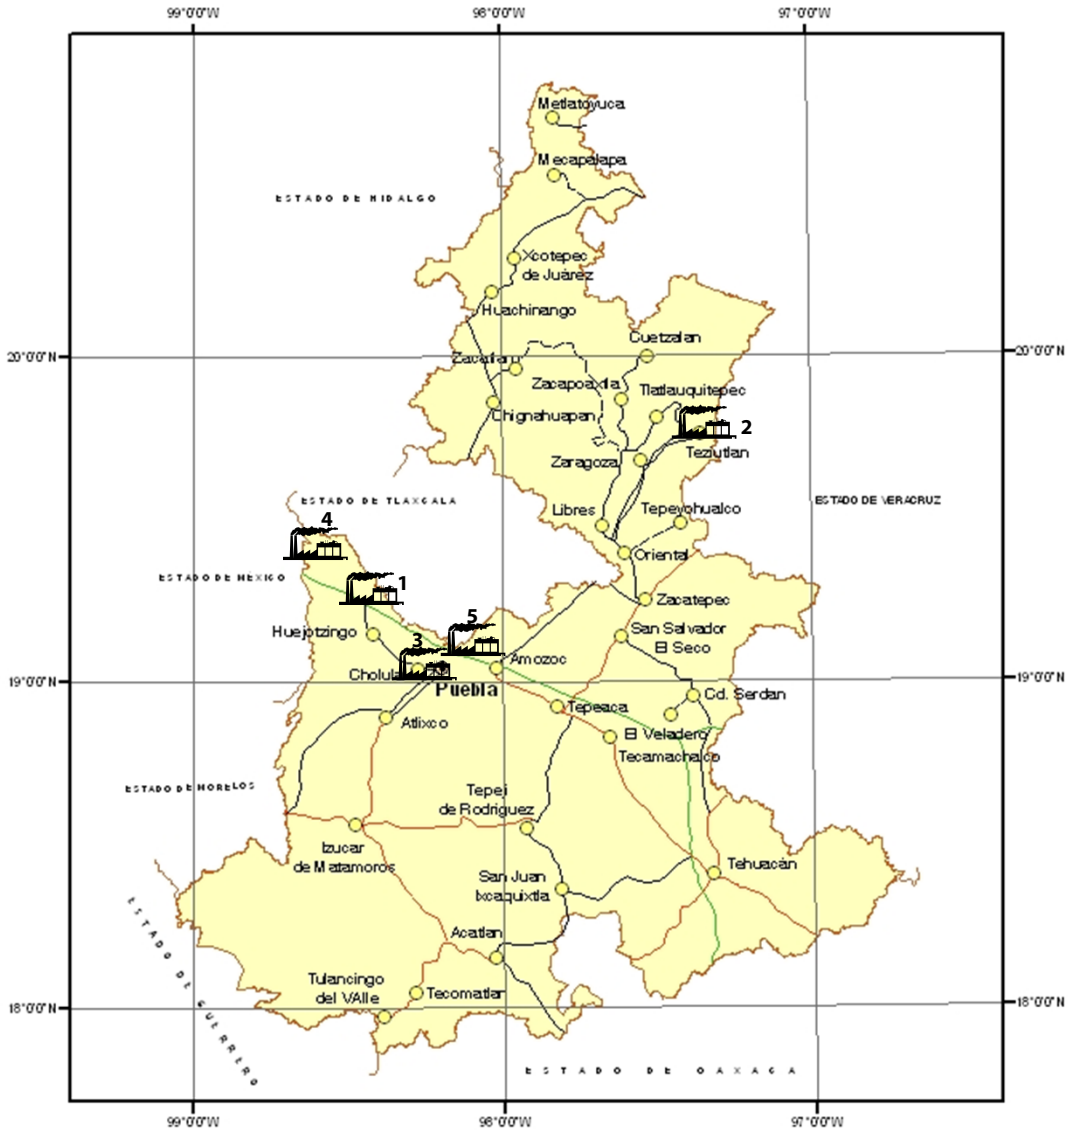 99°0'0"W 98°0'0"W 97°0'0"W
Metlatoyuca
Mecapalapa
ESTADO DE HIDALGO
Xcotepec
de Juárez
Huachinango
Cuetzalan
20°0'0"N 20°0'0"N
Zacatlam
Zacapoaxtla
Tlatlauquitepec
Chignahuapan
2
Teziutlan
Zaragoza
ESTADO DE TLAXCALA
ESTADO DE VERACRUZ
Libres
Tepeyohualco
4
Oriental
ESTADO DE MÉXICO
1
Zacatepec
5
Huejotzingo
San Salvador
El Seco
3
Amozoc
Cholula
19°0'0"N 19°0'0"N
Puebla
Cd. Serdan
Tepeaca
Atlixco
El Veladero
Tecamachalco
ESTADO DE MORELOS
Tepeji
de Rodriguez
Izucar
de Matamoros
Tehuacán
San Juan
Ixcaquixtla
ESTADO DE GUERRERO
Acatlan
Tulancingo
del VAlle
Tecomatlan
18°0'0"N 18°0'0"N
ESTADO DE OAXACA
99°0'0"W 98°0'0"W 97°0'0"W